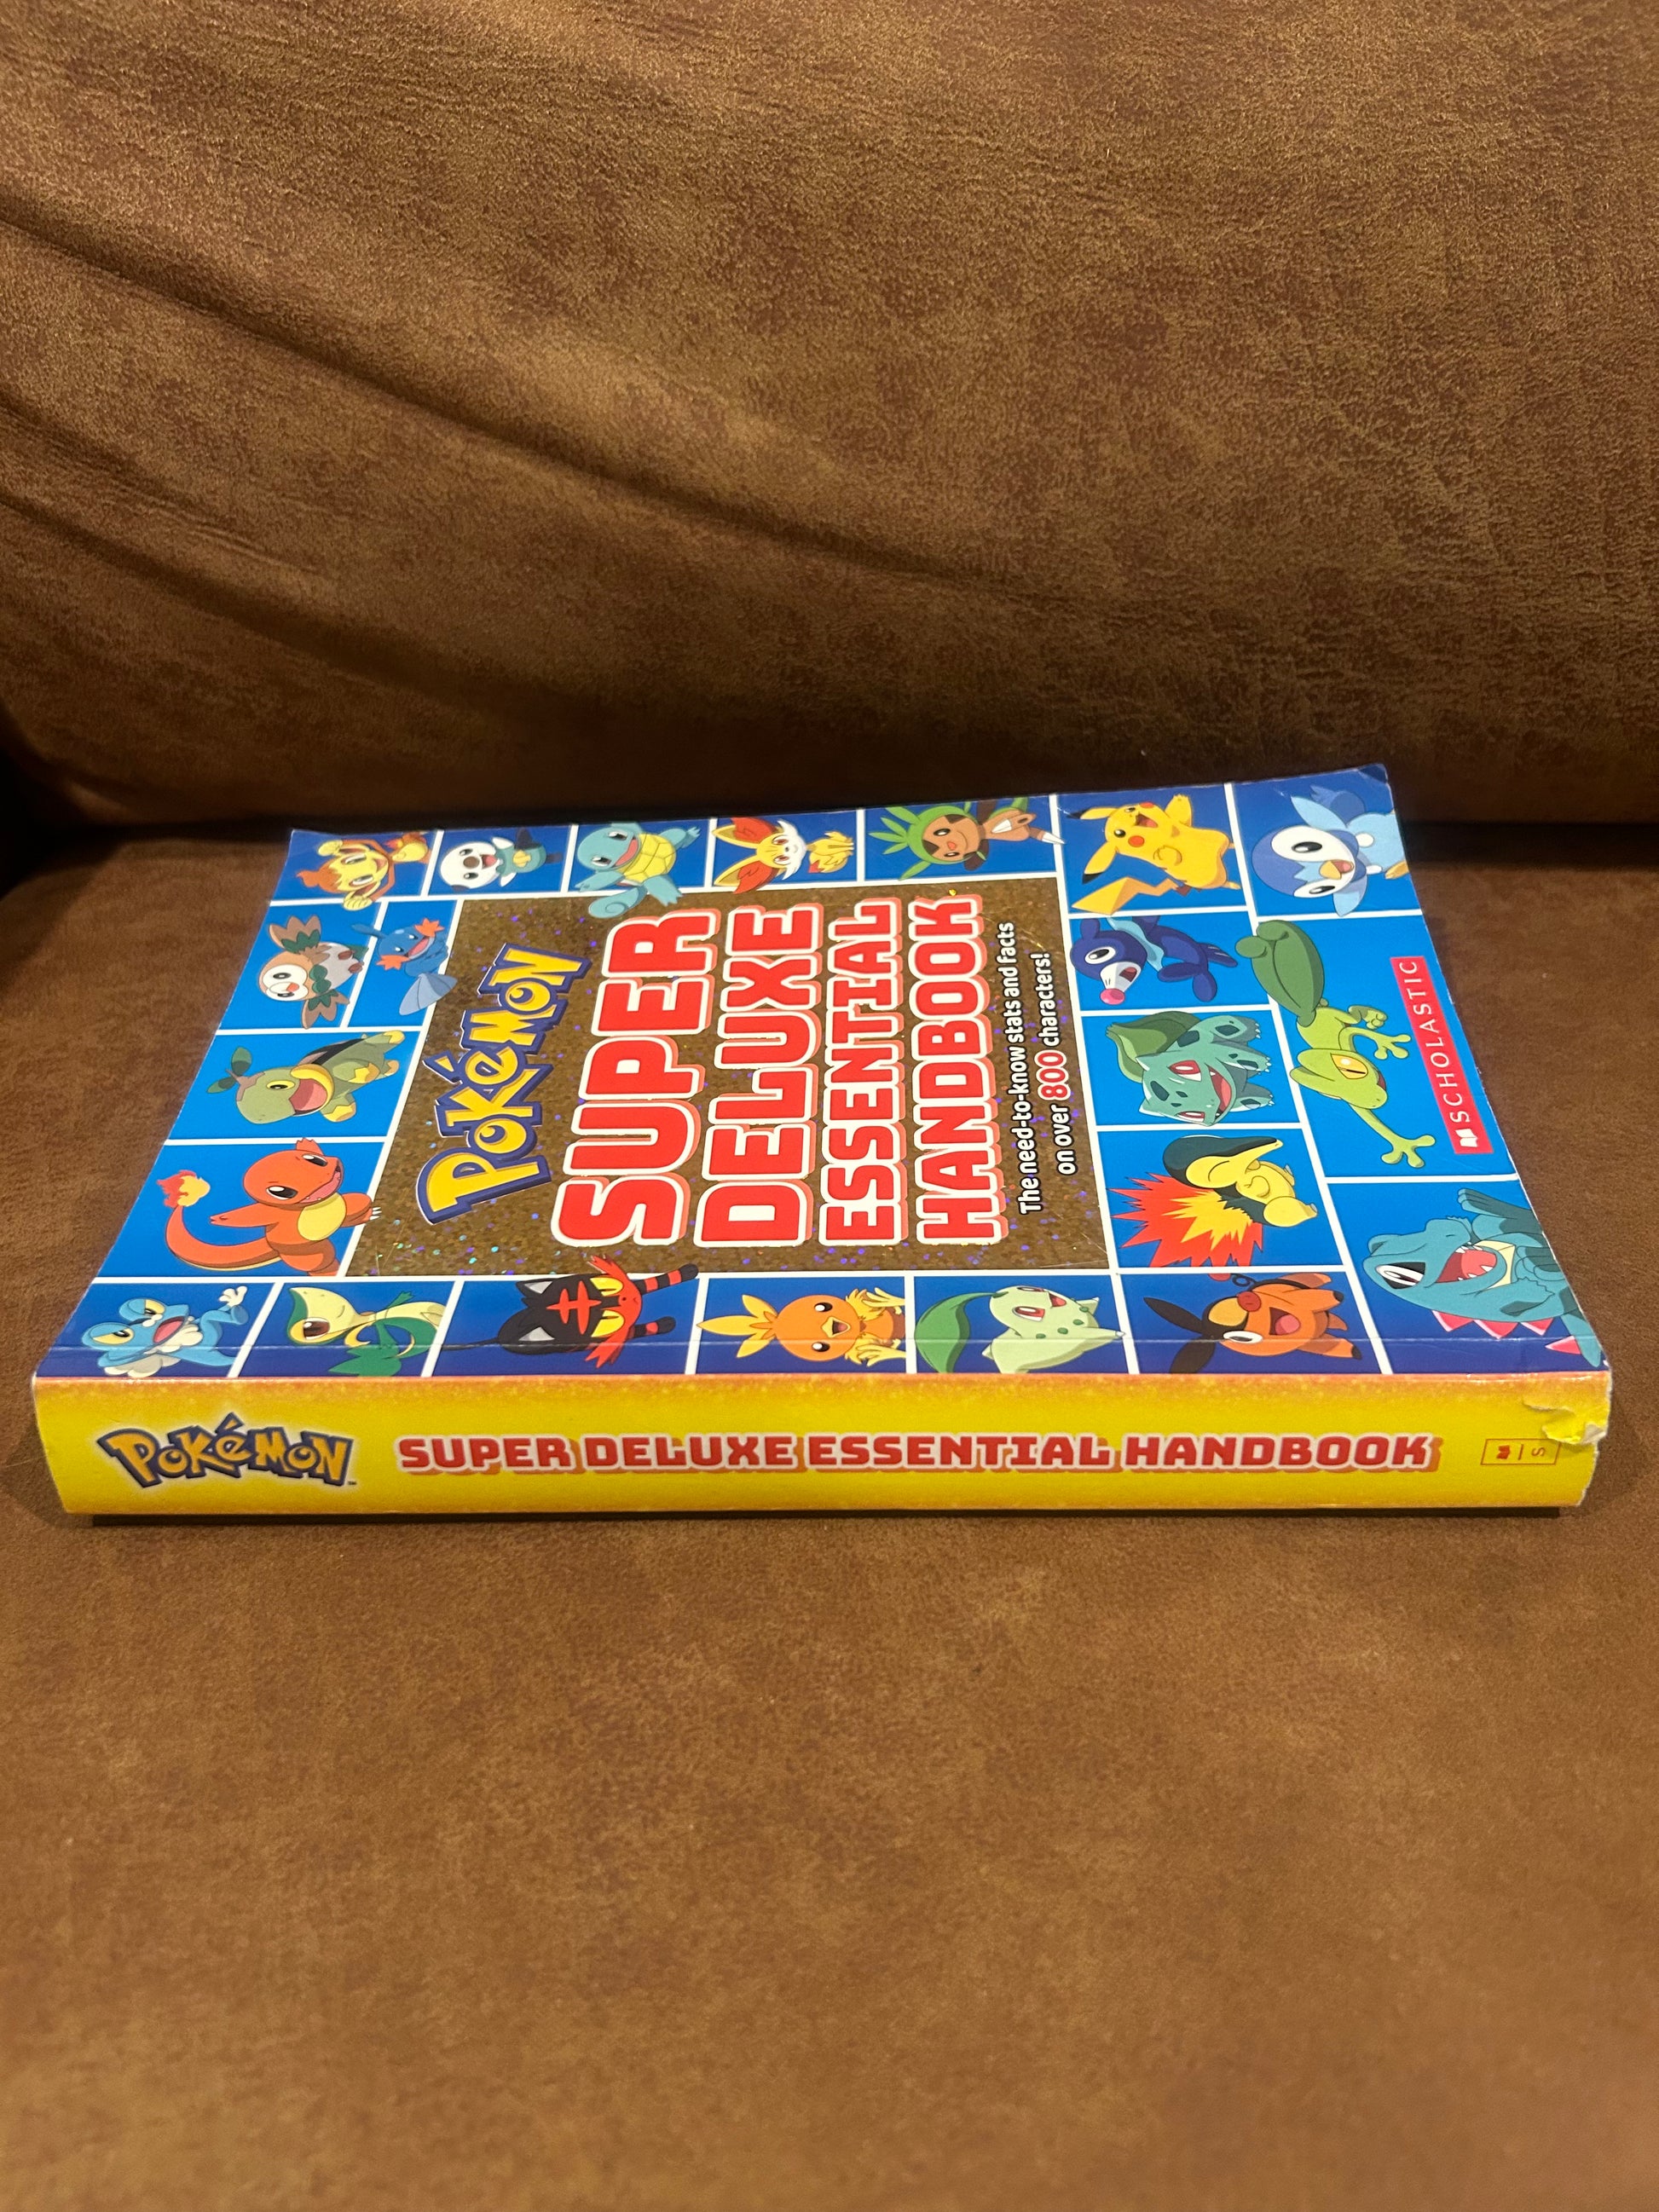 Pokémon
SUPER
DELUXE
ESSENTIAL
HANDBOOK
The need-to-know stats and facts
on over 800 characters!
SCHOLASTIC
Pokémon SUPER DELUXE ESSENTIAL HANDBOOK S